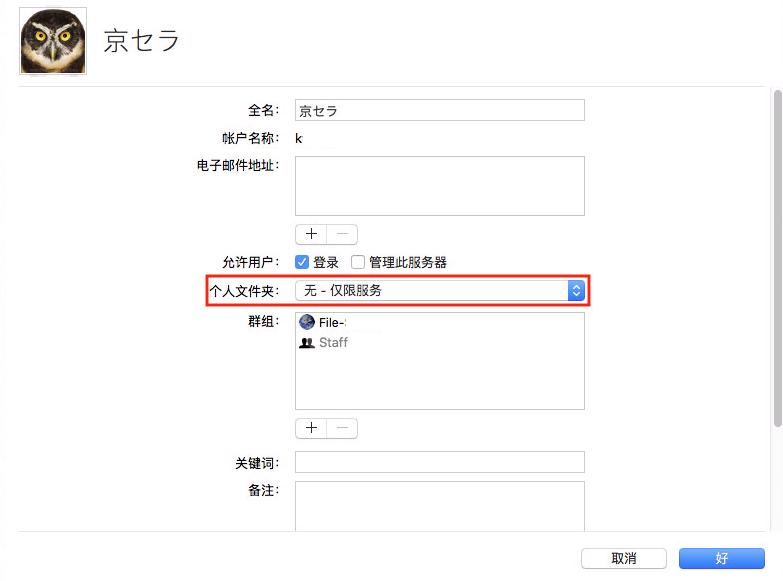 京セラ
全名： 京セラ
帐户名称： k
电子邮件地址：
+ −
允许用户： 登录 管理此服务器
个人文件夹： 无 - 仅限服务
群组： File-
Staff
+ −
关键词：
备注：
取消 好